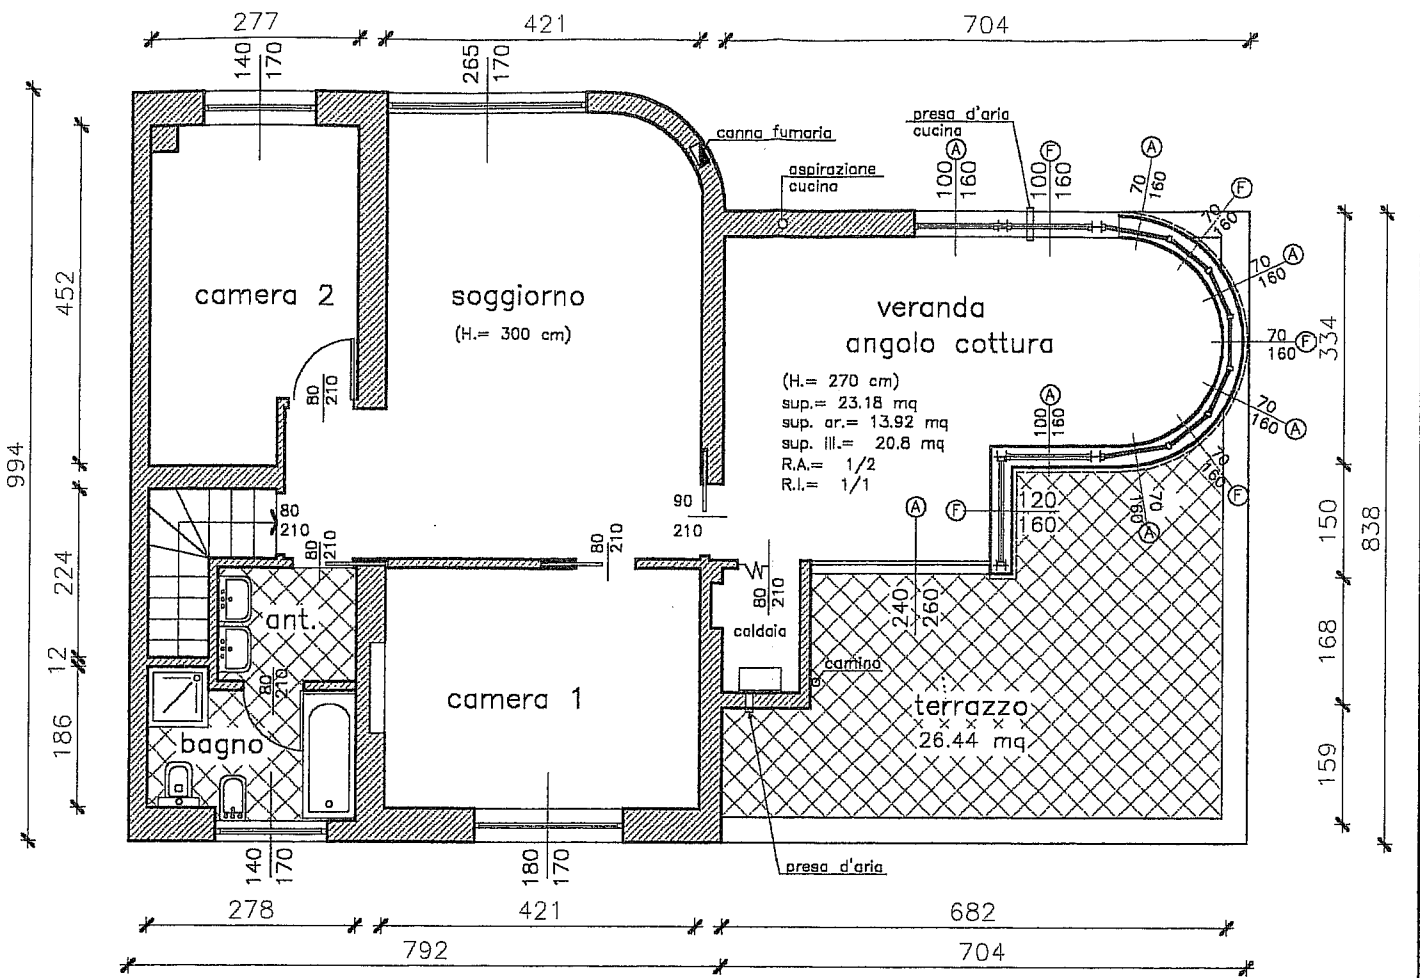 277
421
704
140
170
265
170
canna fumaria
presa d'aria
cucina
aspirazione
cucina
A
100
160
F
100
160
A
70
160
F
70
160
A
70
160
F
70
160
A
70
160
F
70
160
A
70
160
994
452
224
12
186
camera 2
80
210
soggiorno
(H.= 300 cm)
veranda
angolo cottura
(H.= 270 cm)
sup.= 23.18 mq
sup. ar.= 13.92 mq
sup. ill.= 20.8 mq
R.A.= 1/2
R.I.= 1/1
A
100
160
F
120
160
A
240
260
334
150
168
159
838
80
210
80
210
80
210
90
210
80
210
caldaia
ant.
80
210
bagno
camera 1
camino
terrazzo
26.44 mq
140
170
180
170
presa d'aria
278
421
682
792
704